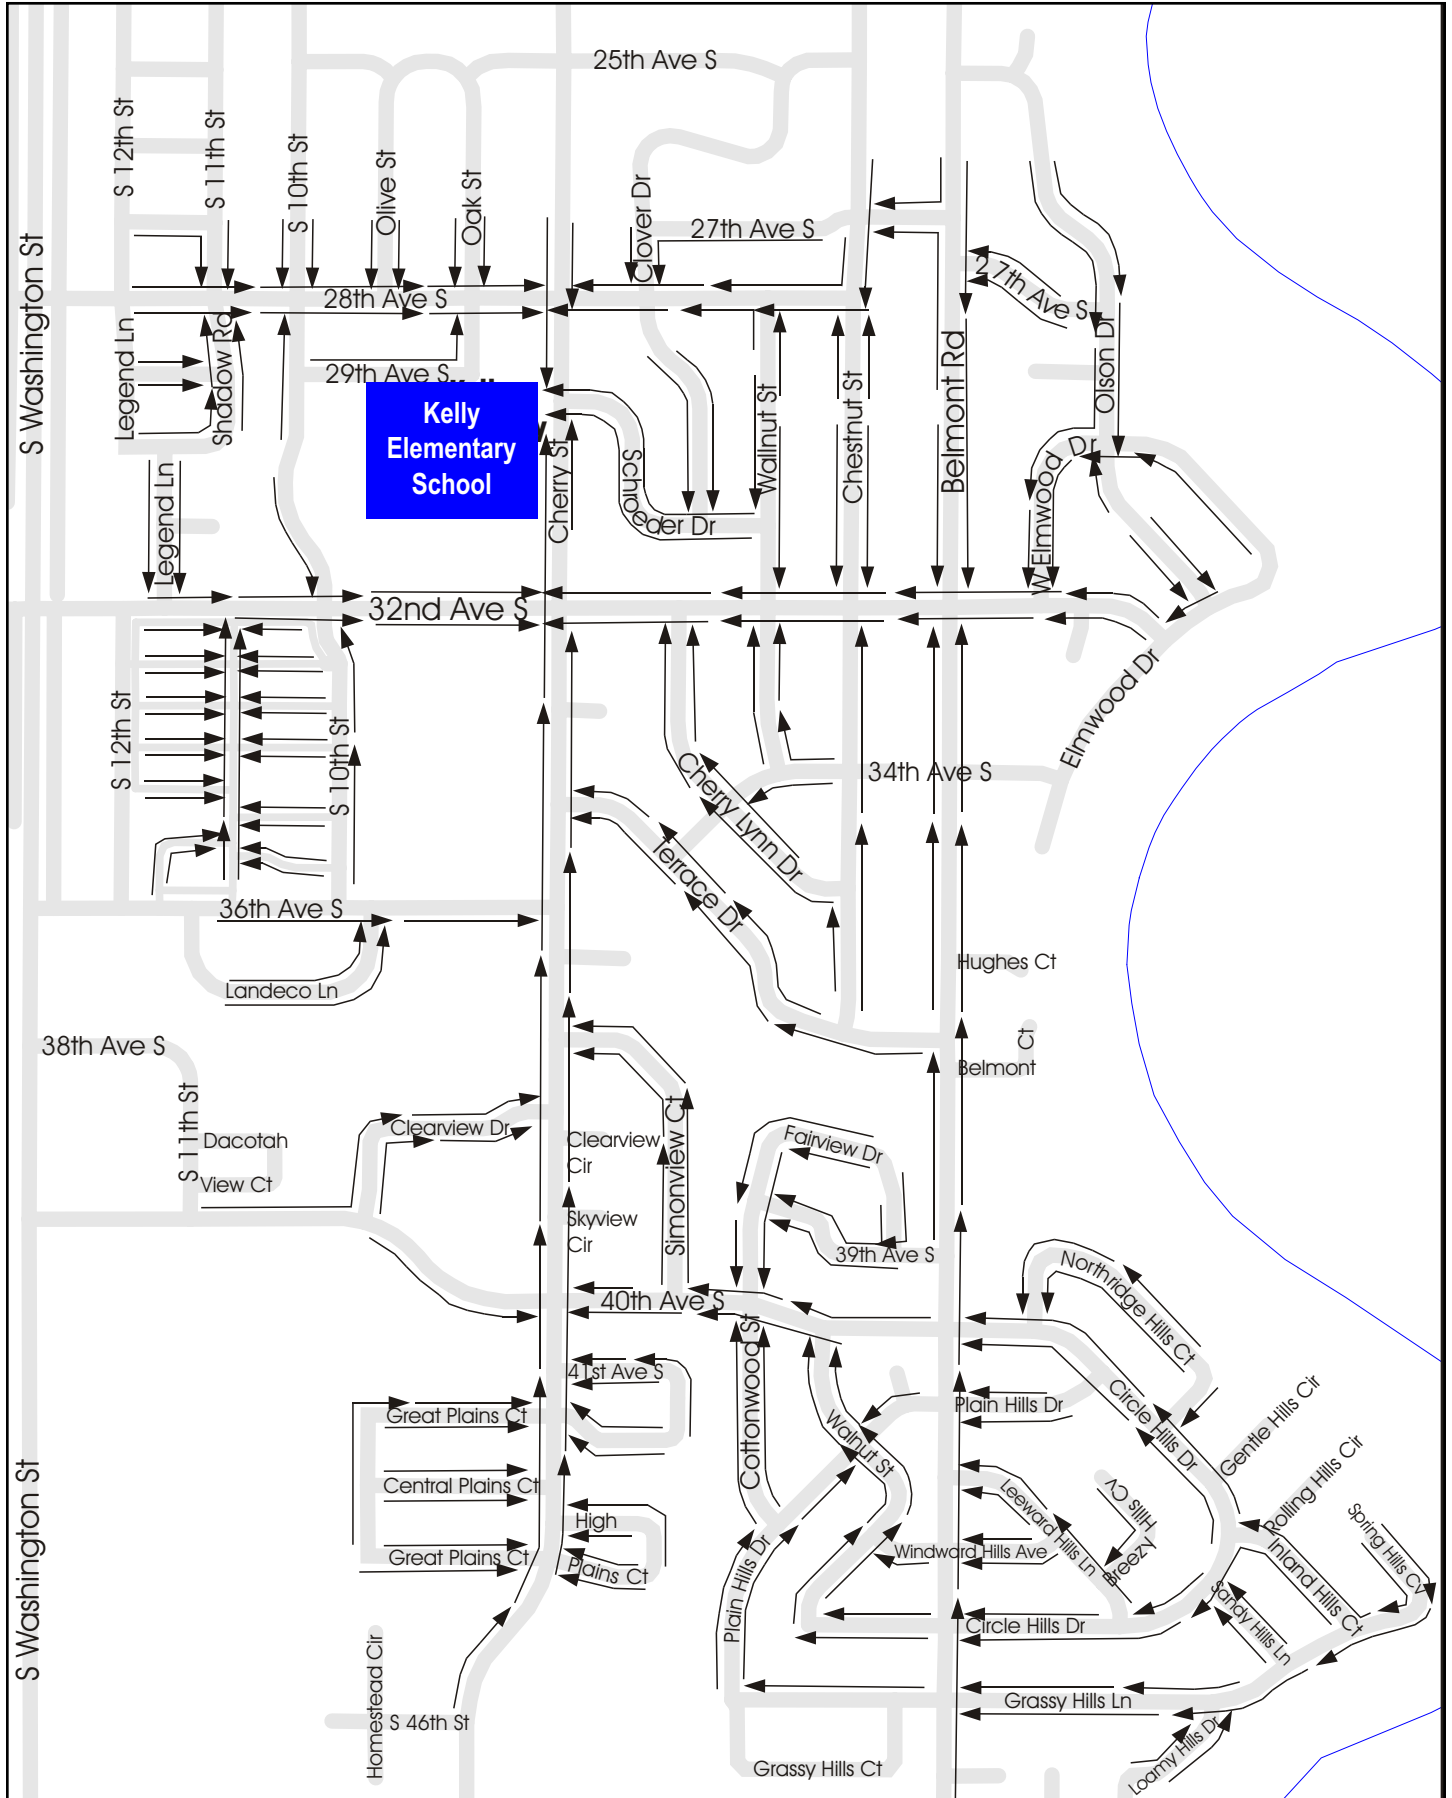 25th Ave S
S 12th St
S 11th St
S 10th St
Olive St
Oak St
Clover Dr
27th Ave S
S Washington St
28th Ave S
27th Ave S
Legend Ln
Shadow Rd
29th Ave S
Olson Dr
Belmont Rd
Kelly
Elementary
School
Cherry St
Schroeder Dr
Wallnut St
Chestnut St
W Elmwood Dr
Legend Ln
32nd Ave S
S 12th St
S 10th St
Elmwood Dr
Cherry Lynn Dr
34th Ave S
Terrace Dr
36th Ave S
Hughes Ct
Landeco Ln
38th Ave S
Belmont
Ct
S 11th St
Dacotah
View Ct
Clearview Dr
Clearview
Cir
Simonview Ct
Fairview Dr
Skyview
Cir
39th Ave S
40th Ave S
Northridge Hills Ct
41st Ave S
Cottonwood St
Great Plains Ct
Walnut St
Plain Hills Dr
Circle Hills Dr
Gentle Hills Cir
S Washington St
Central Plains Ct
Leeward Hills Ln
Breezy
Hills Cv
Rolling Hills Cir
Spring Hills Cv
High
Plains Ct
Great Plains Ct
Windward Hills Ave
Inland Hills Ct
Plain Hills Dr
Circle Hills Dr
Sandy Hills Ln
Homestead Cir
S 46th St
Grassy Hills Ln
Grassy Hills Ct
Loamy Hills Dr